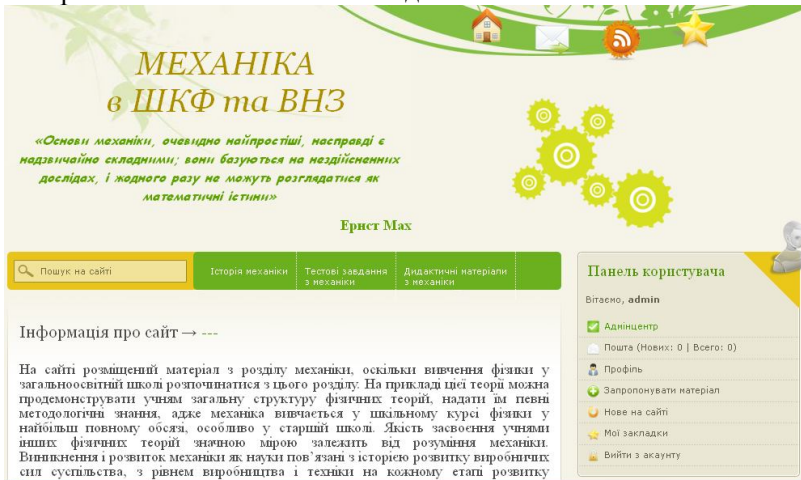 МЕХАНІКА
в ШКФ та ВНЗ
«Основи механіки, очевидно найпростіші, насправді є
надзвичайно складними; вони базуються на нездійсненних
дослідах, і жодного разу не можуть розглядатися як
математичні істини»
Ернст Мах
Пошук на сайті
Історія механіки
Тестові завдання
з механіки
Дидактичні матеріали
з механіки
Інформація про сайт → ---
На сайті розміщений матеріал з розділу механіки, оскільки вивчення фізики у
загальноосвітній школі розпочинатися з цього розділу. На прикладі цієї теорії можна
продемонструвати учням загальну структуру фізичних теорій, надати їм певні
методологічні знання, адже механіка вивчається у шкільному курсі фізики у
найбільш повному обсязі, особливо у старшій школі. Якість засвоєння учнями
інших фізичних теорій значною мірою залежить від розуміння механіки.
Виникнення і розвиток механіки як науки пов'язані з історією розвитку виробничих
сил суспільства, з рівнем виробництва і техніки на кожному етапі розвитку
Панель користувача
Вітаємо, admin
Адмінцентр
Пошта (Нових: 0 | Всего: 0)
Профіль
Запропонувати матеріал
Нове на сайті
Мої закладки
Вийти з акаунту